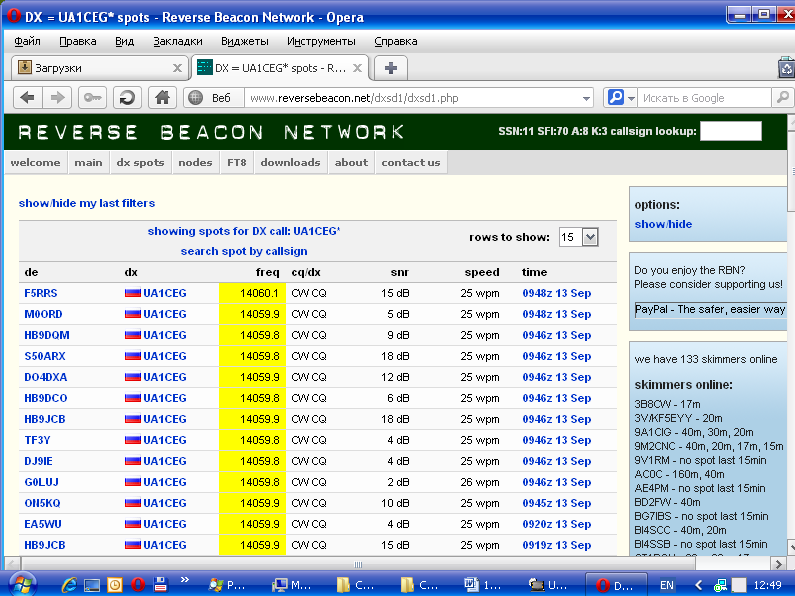 DX = UA1CEG* spots - Reverse Beacon Network - Opera
Файл Правка Вид Закладки Виджеты Инструменты Справка
Загрузки DX = UA1CEG* spots - R...
Веб www.reversebeacon.net/dxsd1/dxsd1.php Искать в Google
REVERSE BEACON NETWORK SSN:11 SFI:70 A:8 K:3 callsign lookup:
welcome main dx spots nodes FT8 downloads about contact us
show/hide my last filters
showing spots for DX call: UA1CEG*
search spot by callsign
rows to show: 15
de dx freq cq/dx snr speed time
F5RRS UA1CEG 14060.1 CW CQ 15 dB 25 wpm 0948z 13 Sep
M0ORD UA1CEG 14059.9 CW CQ 5 dB 25 wpm 0948z 13 Sep
HB9DQM UA1CEG 14059.8 CW CQ 9 dB 25 wpm 0946z 13 Sep
S50ARX UA1CEG 14059.8 CW CQ 18 dB 25 wpm 0946z 13 Sep
DO4DXA UA1CEG 14059.9 CW CQ 12 dB 25 wpm 0946z 13 Sep
HB9DCO UA1CEG 14059.8 CW CQ 6 dB 25 wpm 0946z 13 Sep
HB9JCB UA1CEG 14059.9 CW CQ 18 dB 25 wpm 0946z 13 Sep
TF3Y UA1CEG 14059.8 CW CQ 4 dB 25 wpm 0946z 13 Sep
DJ9IE UA1CEG 14059.8 CW CQ 4 dB 25 wpm 0946z 13 Sep
G0LUJ UA1CEG 14059.8 CW CQ 2 dB 26 wpm 0946z 13 Sep
ON5KQ UA1CEG 14059.9 CW CQ 10 dB 25 wpm 0945z 13 Sep
EA5WU UA1CEG 14059.9 CW CQ 4 dB 25 wpm 0920z 13 Sep
HB9JCB UA1CEG 14059.9 CW CQ 15 dB 25 wpm 0919z 13 Sep
options:
show/hide
Do you enjoy the RBN?
Please consider supporting us!
PayPal - The safer, easier way
we have 133 skimmers online
skimmers online:
3B8CW - 17m
3V/KF5EYY - 20m
9A1CIG - 40m, 30m, 20m
9M2CNC - 40m, 20m, 17m, 15m
9V1RM - no spot last 15min
AC0C - 160m, 40m
AE4PM - no spot last 15min
BD2FW - 40m
BG7IBS - no spot last 15min
BI4SCC - 40m, 20m
BI4SSB - no spot last 15min
P... M... C... C... 1... U... D... EN 12:49